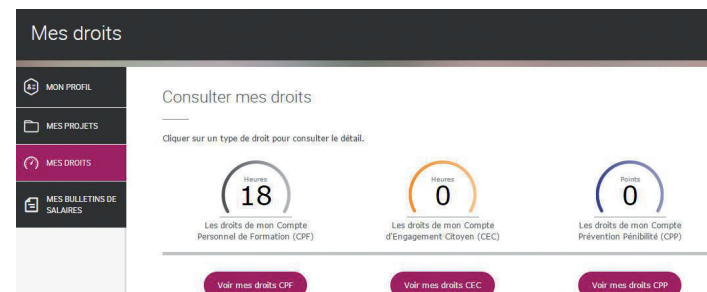 Mes droits
MON PROFIL
MES PROJETS
MES DROITS
MES BULLETINS DE
SALAIRES
Consulter mes droits
Cliquer sur un type de droit pour consulter le détail.
Heures
18
Les droits de mon Compte
Personnel de Formation (CPF)
Heures
0
Les droits de mon Compte
d'Engagement Citoyen (CEC)
Points
0
Les droits de mon Compte
Prévention Pénibilité (CPP)
Voir mes droits CPF
Voir mes droits CEC
Voir mes droits CPP